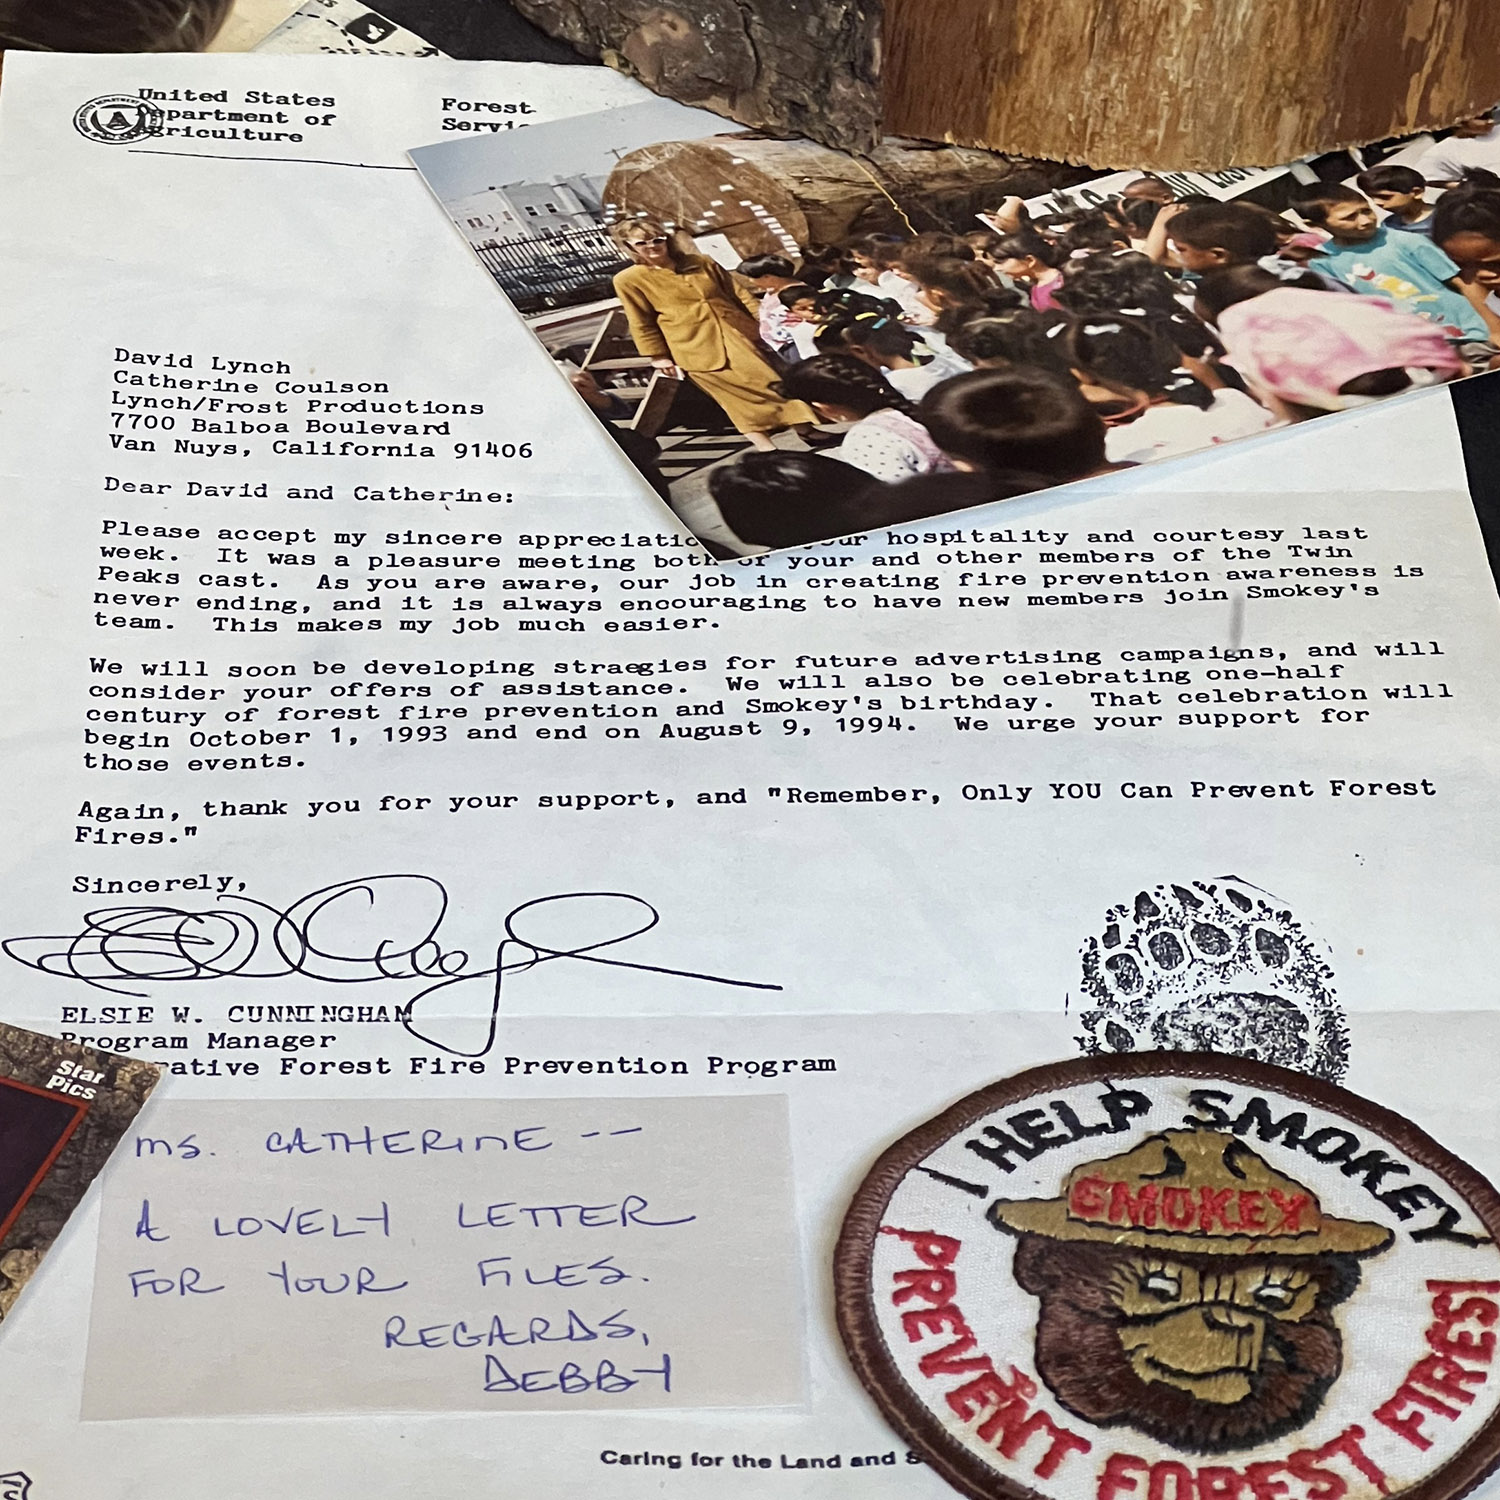 United States
Department of
Agriculture
Forest
David Lynch
Catherine Coulson
Lynch/Frost Productions
7700 Balboa Boulevard
Van Nuys, California 91406
Dear David and Catherine:
Please accept my sincere hospitality and courtesy last
week. It was a pleasure meeting both of your and other members of the Twin
Peaks cast. As you are aware, our job in creating fire prevention awareness is
never ending, and it is always encouraging to have new members join Smokey's
team. This makes my job much easier.
We will soon be developing straegies for future advertising campaigns, and will
consider your offers of assistance. We will also be celebrating one-half
century of forest fire prevention and Smokey's birthday. That celebration will
begin October 1, 1993 and end on August 9, 1994. We urge your support for
those events.
Again, thank you for your support, and "Remember, Only YOU Can Prevent Forest
Fires."
Sincerely,
ELSIE W. CUNNINGHAM
Program Manager
Forest Fire Prevention Program
Star
Pics
MS. CATHERINE --
A LOVELY LETTER
FOR YOUR FILES.
REGARDS,
DEBBY
I HELP SMOKEY
SMOKEY
PREVENT FOREST FIRES!
Caring for the Land and